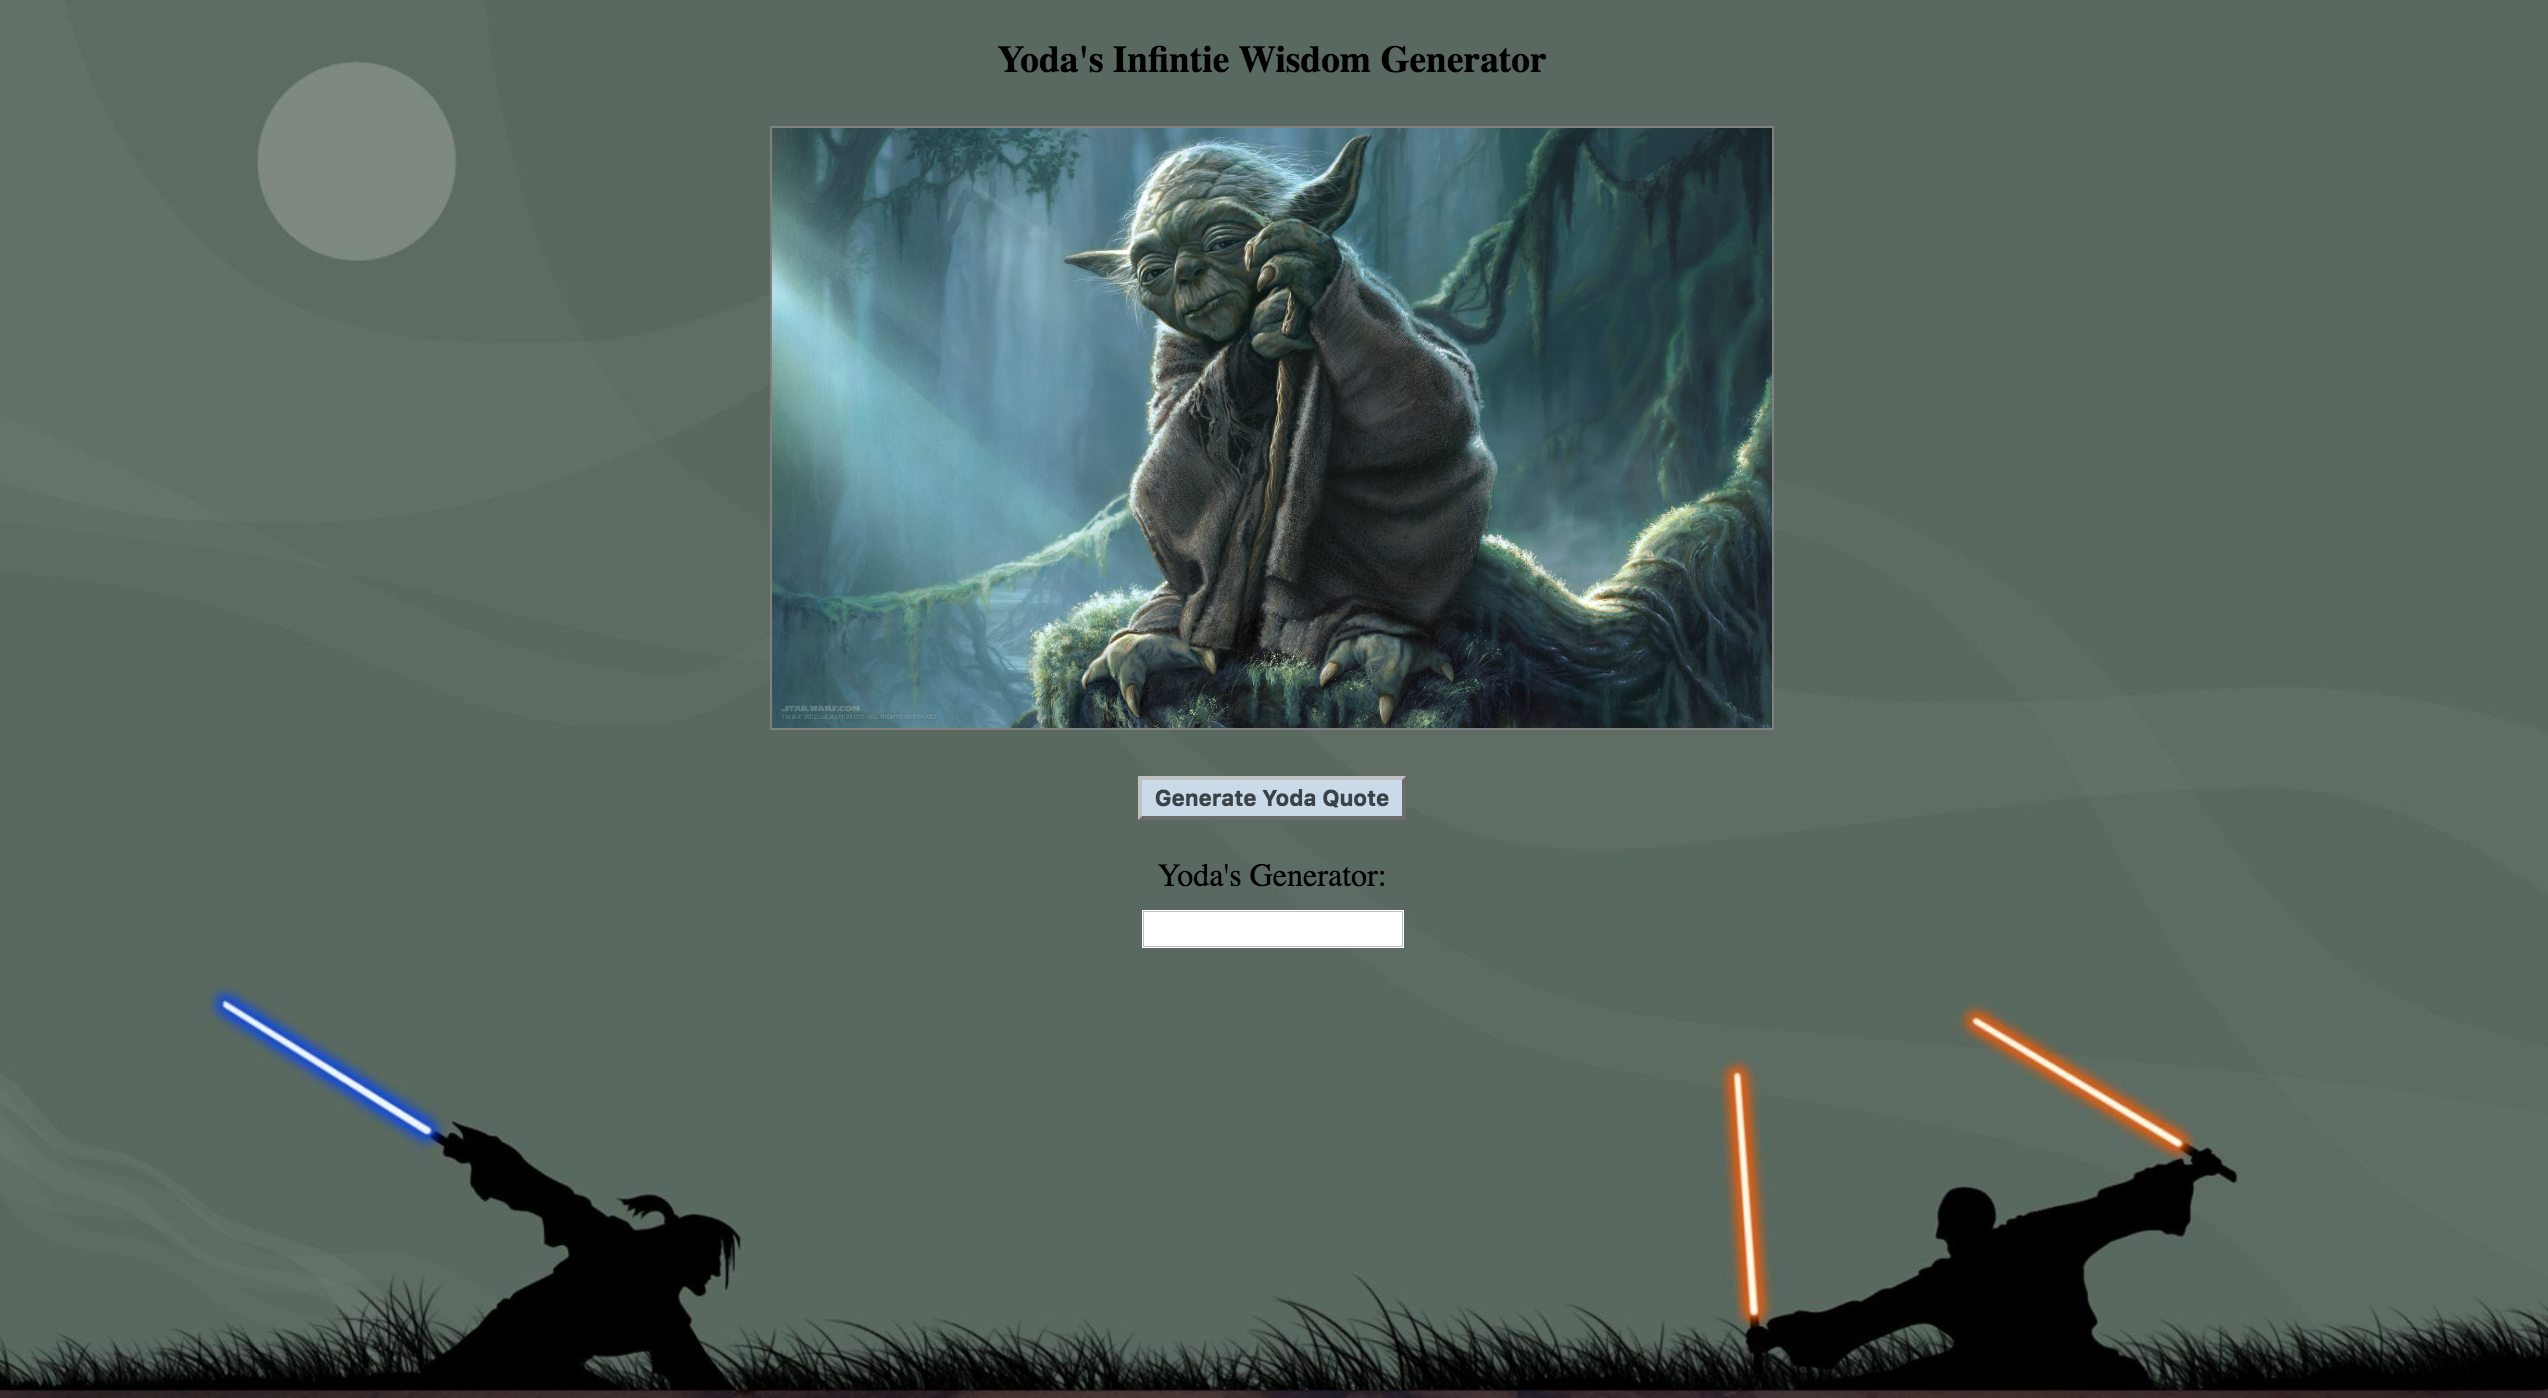 Yoda's Infintie Wisdom Generator
STAR WARS.COM
TM & © 2012 LUCASFILM LTD. ALL RIGHTS RESERVED.
Generate Yoda Quote
Yoda's Generator: